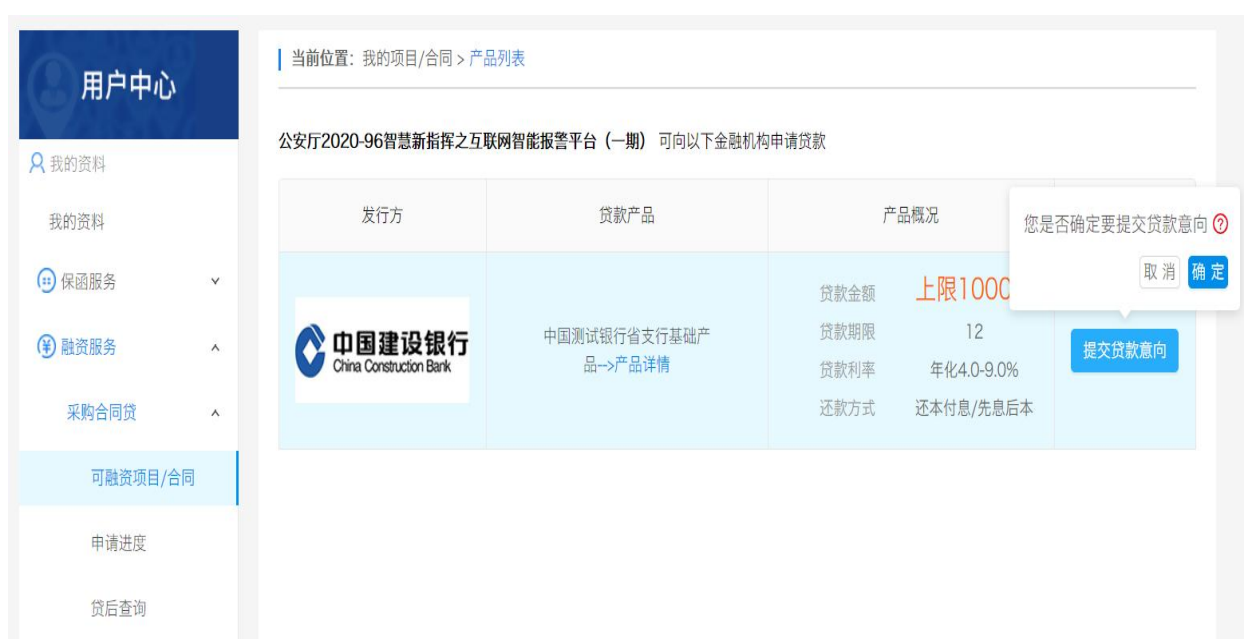 用户中心
我的资料
我的资料
保函服务
融资服务
采购合同贷
可融资项目/合同
申请进度
贷后查询
当前位置：我的项目/合同 > 产品列表
公安厅2020-96智慧新指挥之互联网智能报警平台（一期） 可向以下金融机构申请贷款
发行方 贷款产品 产品概况
您是否确定要提交贷款意向
取 消 确 定
中国建设银行
China Construction Bank
中国测试银行省支行基础产
品-->产品详情
贷款金额 上限1000
贷款期限 12
贷款利率 年化4.0-9.0%
还款方式 还本付息/先息后本
提交贷款意向